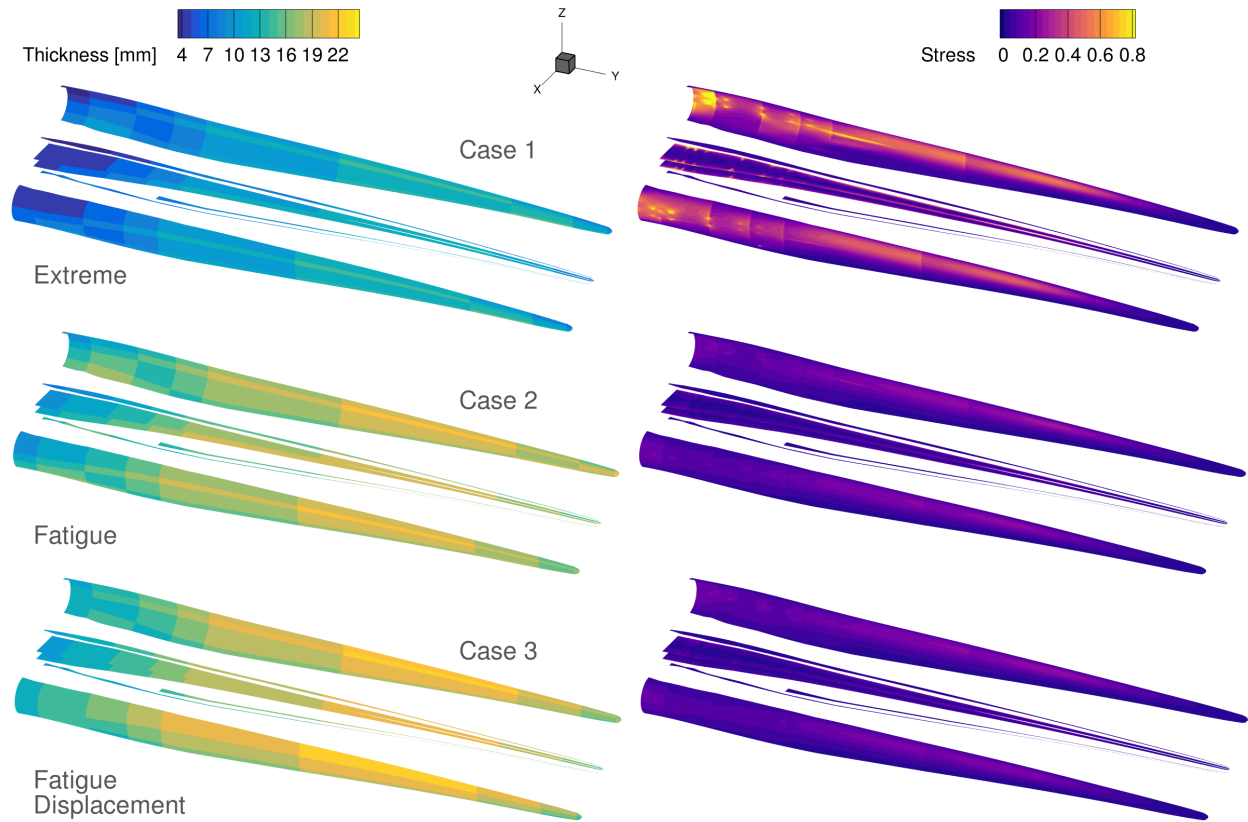 Thickness [mm] 4 7 10 13 16 19 22
Z
X
Y
Stress 0 0.2 0.4 0.6 0.8
Case 1
Extreme
Case 2
Fatigue
Case 3
Fatigue
Displacement